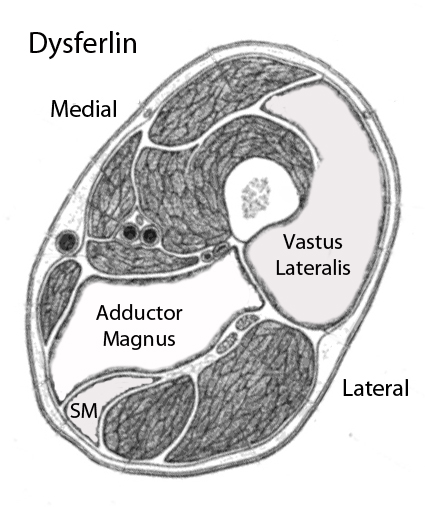 Dysferlin
Medial
Vastus
Lateralis
Adductor
Magnus
SM
Lateral